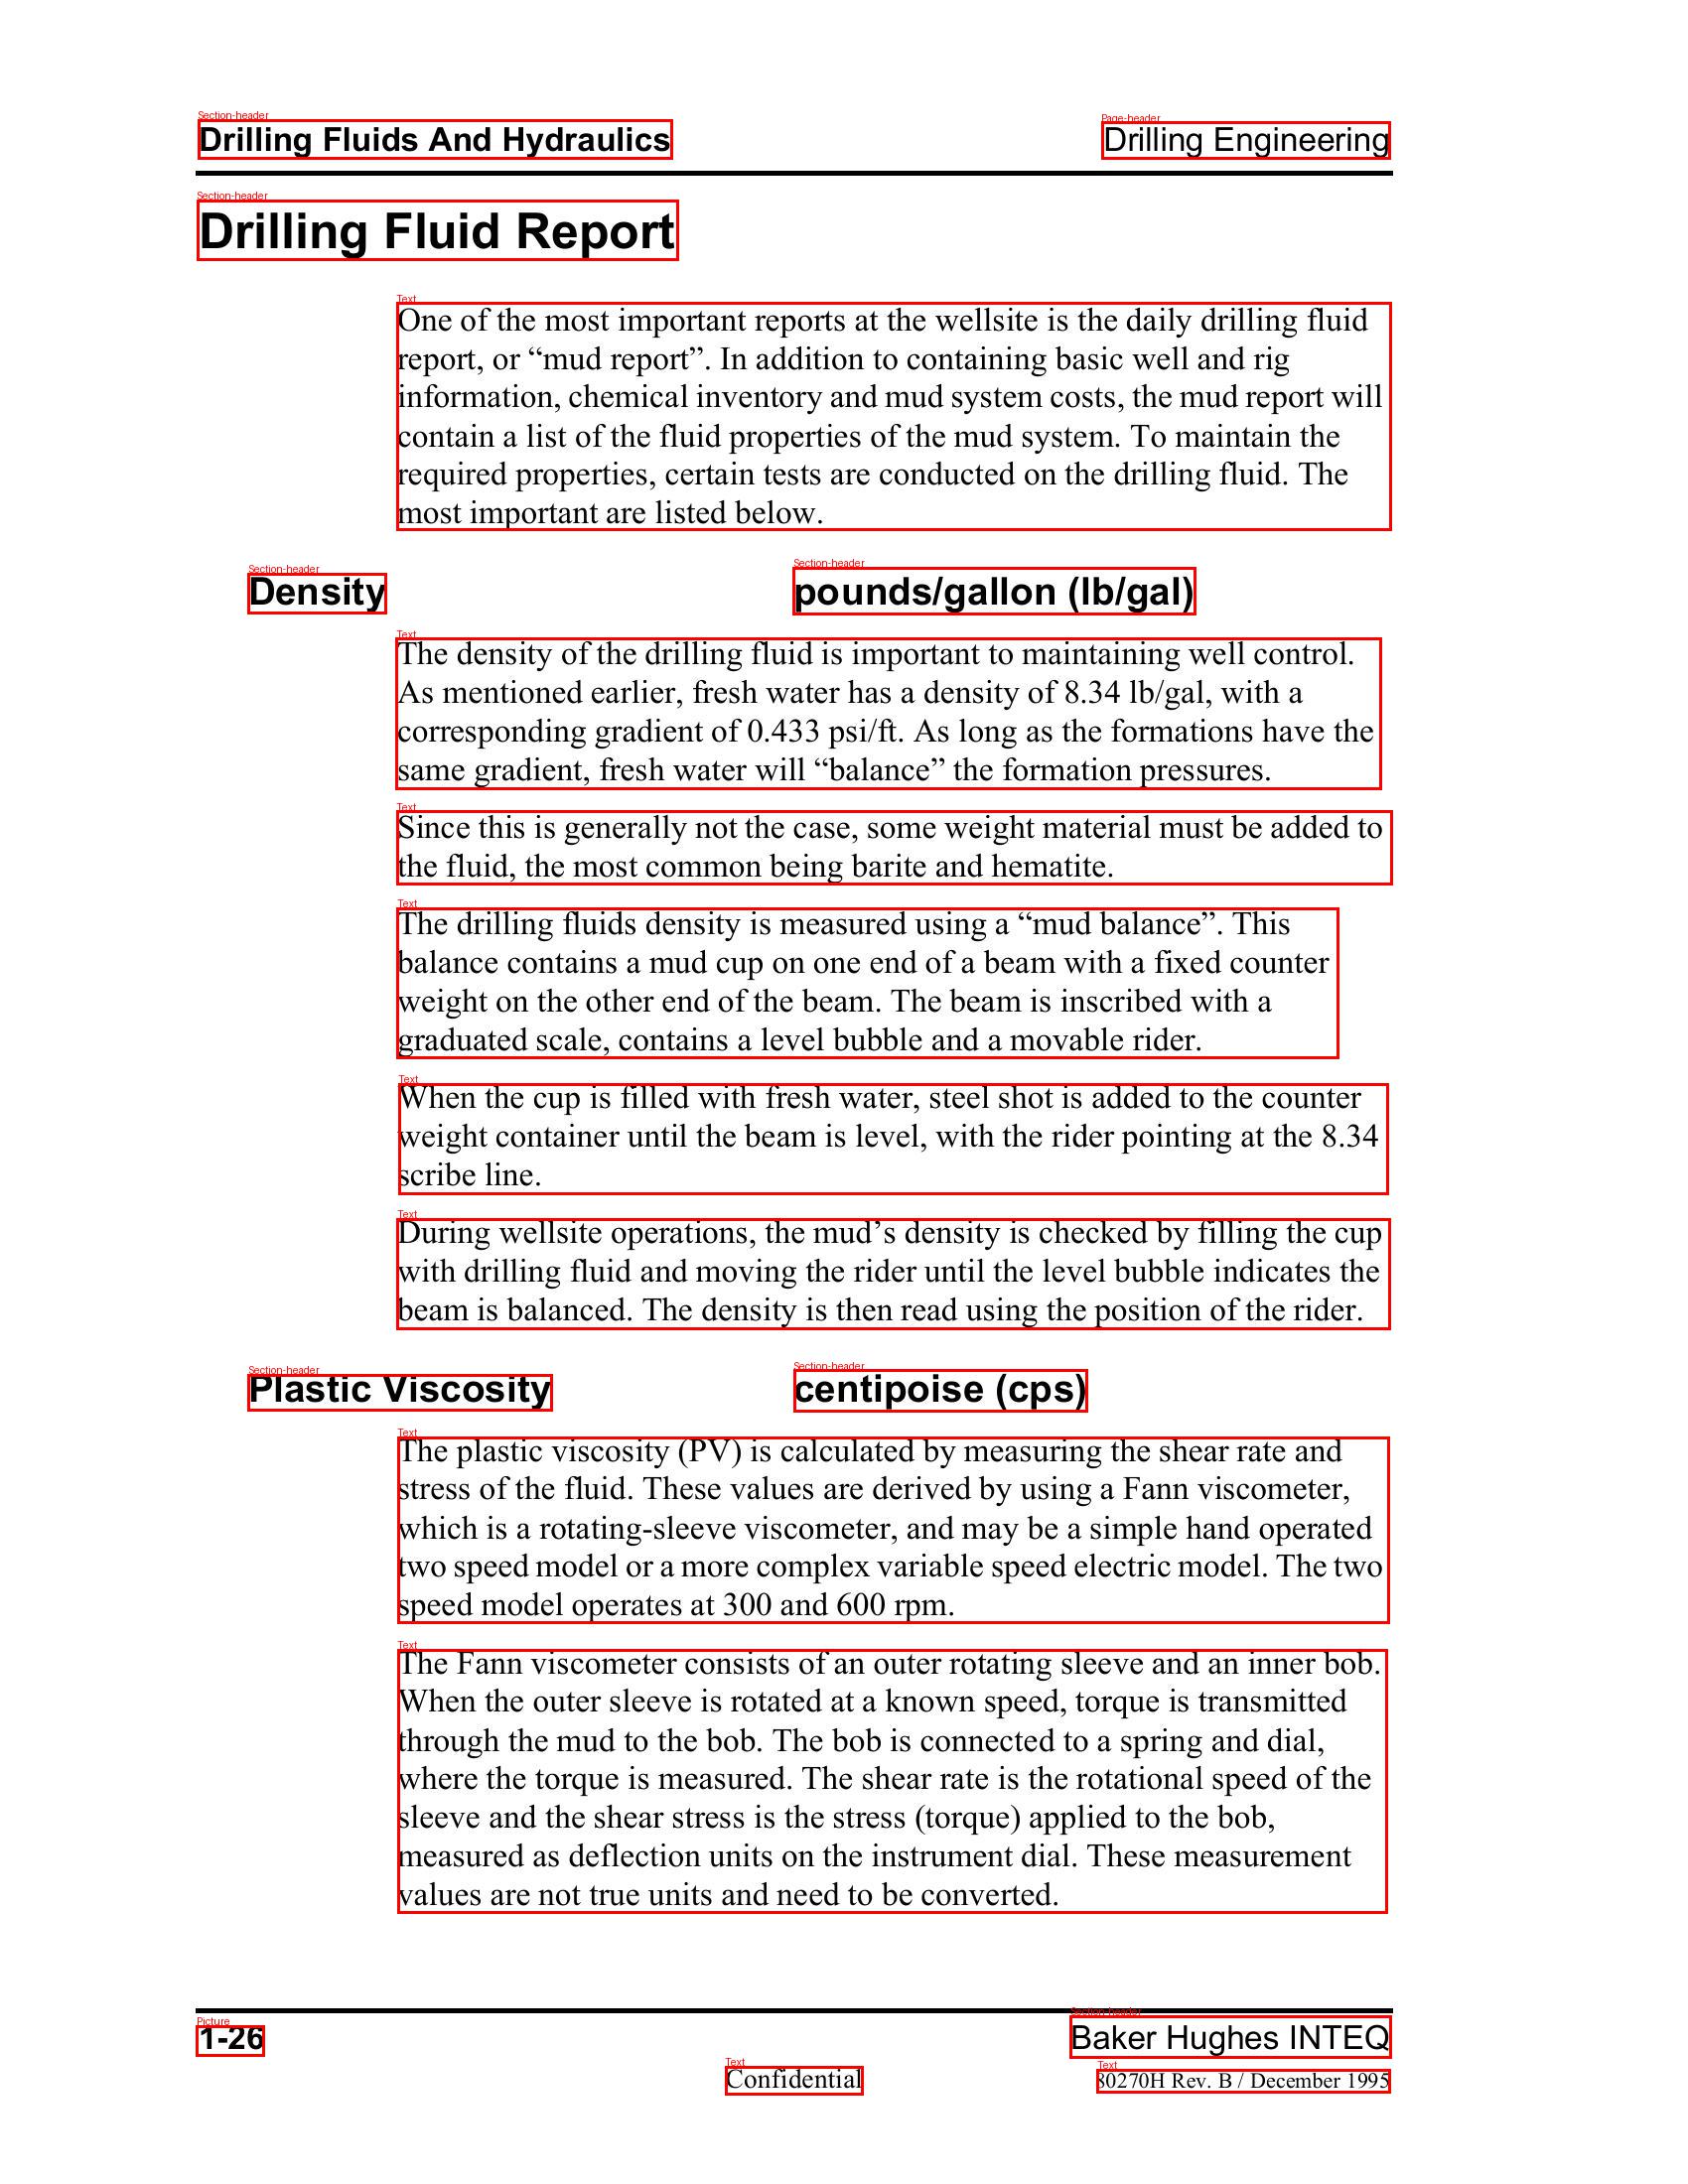 Section-header
Drilling Fluids And Hydraulics
Page-header
Drilling Engineering
Section-header
Drilling Fluid Report
Text
One of the most important reports at the wellsite is the daily drilling fluid
report, or “mud report”. In addition to containing basic well and rig
information, chemical inventory and mud system costs, the mud report will
contain a list of the fluid properties of the mud system. To maintain the
required properties, certain tests are conducted on the drilling fluid. The
most important are listed below.
Section-header
Density
Section-header
pounds/gallon (lb/gal)
Text
The density of the drilling fluid is important to maintaining well control.
As mentioned earlier, fresh water has a density of 8.34 lb/gal, with a
corresponding gradient of 0.433 psi/ft. As long as the formations have the
same gradient, fresh water will “balance” the formation pressures.
Text
Since this is generally not the case, some weight material must be added to
the fluid, the most common being barite and hematite.
Text
The drilling fluids density is measured using a “mud balance”. This
balance contains a mud cup on one end of a beam with a fixed counter
weight on the other end of the beam. The beam is inscribed with a
graduated scale, contains a level bubble and a movable rider.
Text
When the cup is filled with fresh water, steel shot is added to the counter
weight container until the beam is level, with the rider pointing at the 8.34
scribe line.
Text
During wellsite operations, the mud’s density is checked by filling the cup
with drilling fluid and moving the rider until the level bubble indicates the
beam is balanced. The density is then read using the position of the rider.
Section-header
Plastic Viscosity
Section-header
centipoise (cps)
Text
The plastic viscosity (PV) is calculated by measuring the shear rate and
stress of the fluid. These values are derived by using a Fann viscometer,
which is a rotating-sleeve viscometer, and may be a simple hand operated
two speed model or a more complex variable speed electric model. The two
speed model operates at 300 and 600 rpm.
Text
The Fann viscometer consists of an outer rotating sleeve and an inner bob.
When the outer sleeve is rotated at a known speed, torque is transmitted
through the mud to the bob. The bob is connected to a spring and dial,
where the torque is measured. The shear rate is the rotational speed of the
sleeve and the shear stress is the stress (torque) applied to the bob,
measured as deflection units on the instrument dial. These measurement
values are not true units and need to be converted.
Picture
1-26
Section-header
Baker Hughes INTEQ
Text
Confidential
Text
80270H Rev. B / December 1995